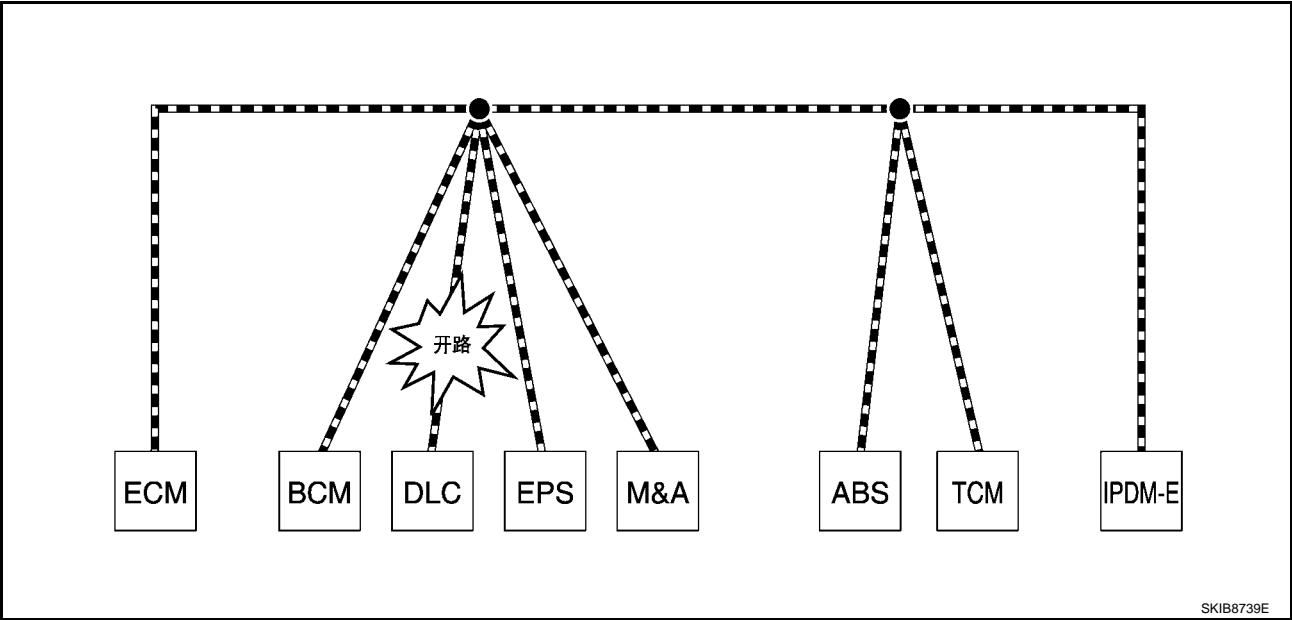 开路
ECM
BCM
DLC
EPS
M&A
ABS
TCM
IPDM-E
SKIB8739E